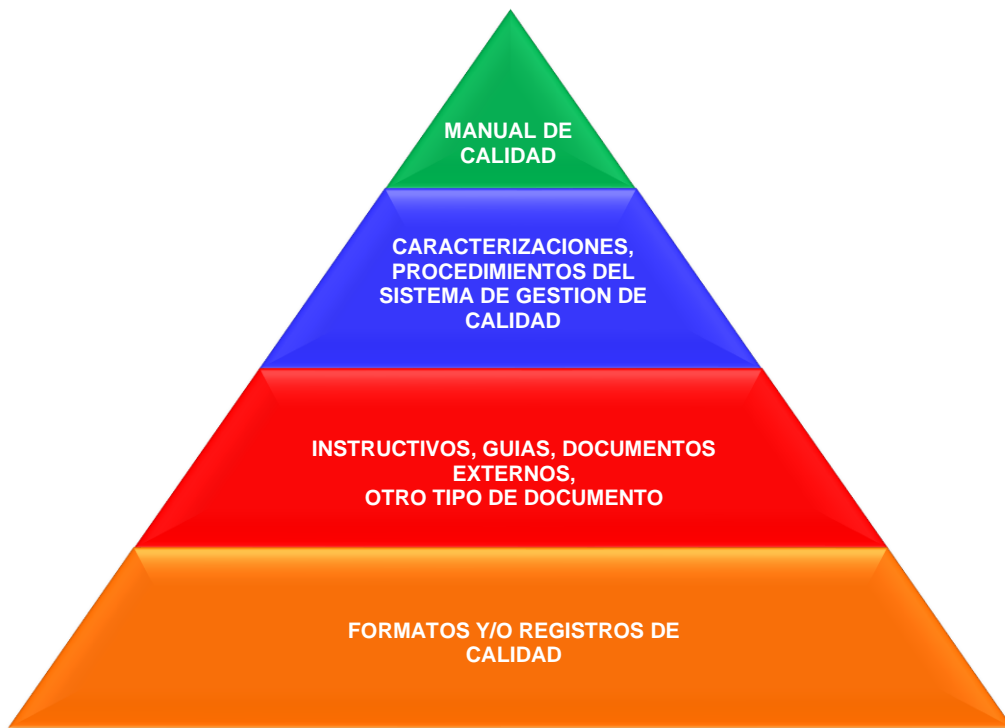 MANUAL DE
CALIDAD
CARACTERIZACIONES,
PROCEDIMIENTOS DEL
SISTEMA DE GESTION DE
CALIDAD
INSTRUCTIVOS, GUIAS, DOCUMENTOS
EXTERNOS,
OTRO TIPO DE DOCUMENTO
FORMATOS Y/O REGISTROS DE
CALIDAD